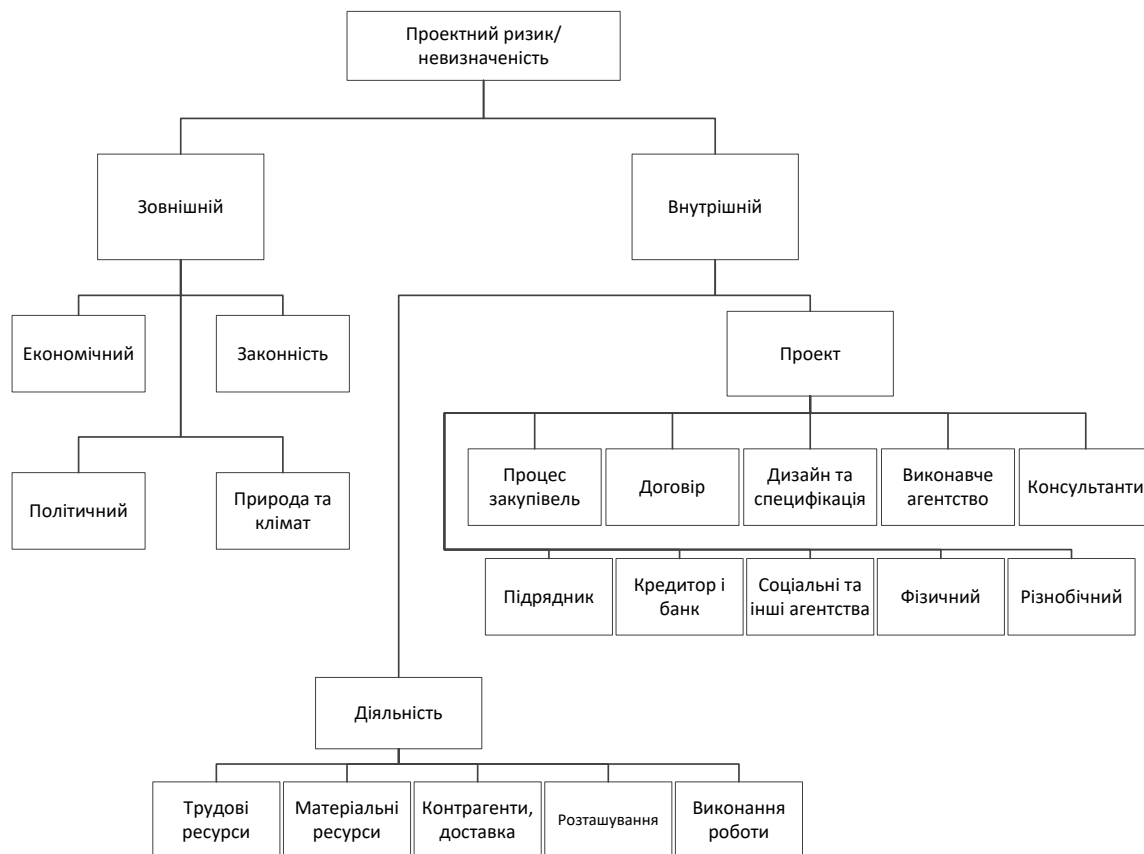 Проектний ризик/
невизначеність
Зовнішній
Внутрішній
Економічний
Законність
Проект
Політичний
Природа та
клімат
Процес
закупівель
Договір
Дизайн та
специфікація
Виконавче
агентство
Консультанти
Підрядник
Кредитор і
банк
Соціальні та
інші агентства
Фізичний
Різнобічний
Діяльність
Трудові
ресурси
Матеріальні
ресурси
Контрагенти,
доставка
Розташування
Виконання
роботи